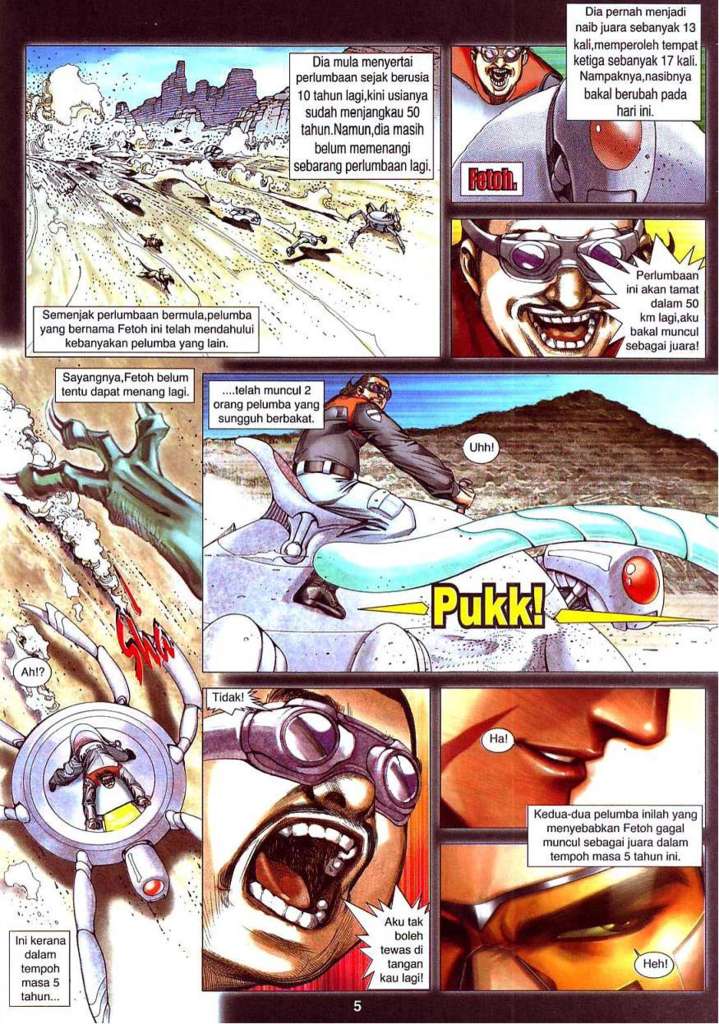 Dia mula menyertai
perlumbaan sejak berusia
10 tahun lagi,kini usianya
sudah menjangkau 50
tahun.Namun,dia masih
belum memenangi
sebarang perlumbaan lagi.
Semenjak perlumbaan bermula,pelumba
yang bernama Fetoh ini telah mendahului
kebanyakan pelumba yang lain.
Dia pernah menjadi
naib juara sebanyak 13
kali,memperoleh tempat
ketiga sebanyak 17 kali.
Nampaknya,nasibnya
bakal berubah pada
hari ini.
Fetoh.
Perlumbaan
ini akan tamat
dalam 50
km lagi,aku
bakal muncul
sebagai juara!
Sayangnya,Fetoh belum
tentu dapat menang lagi.
Ah!?
Ini kerana
dalam
tempoh
masa 5
tahun...
....telah muncul 2
orang pelumba yang
sungguh berbakat.
Uhh!
Pukk!
Tidak!
Aku tak
boleh
tewas di
tangan
kau lagi!
Ha!
Kedua-dua pelumba inilah yang
menyebabkan Fetoh gagal
muncul sebagai juara dalam
tempoh masa 5 tahun ini.
Heh!
5